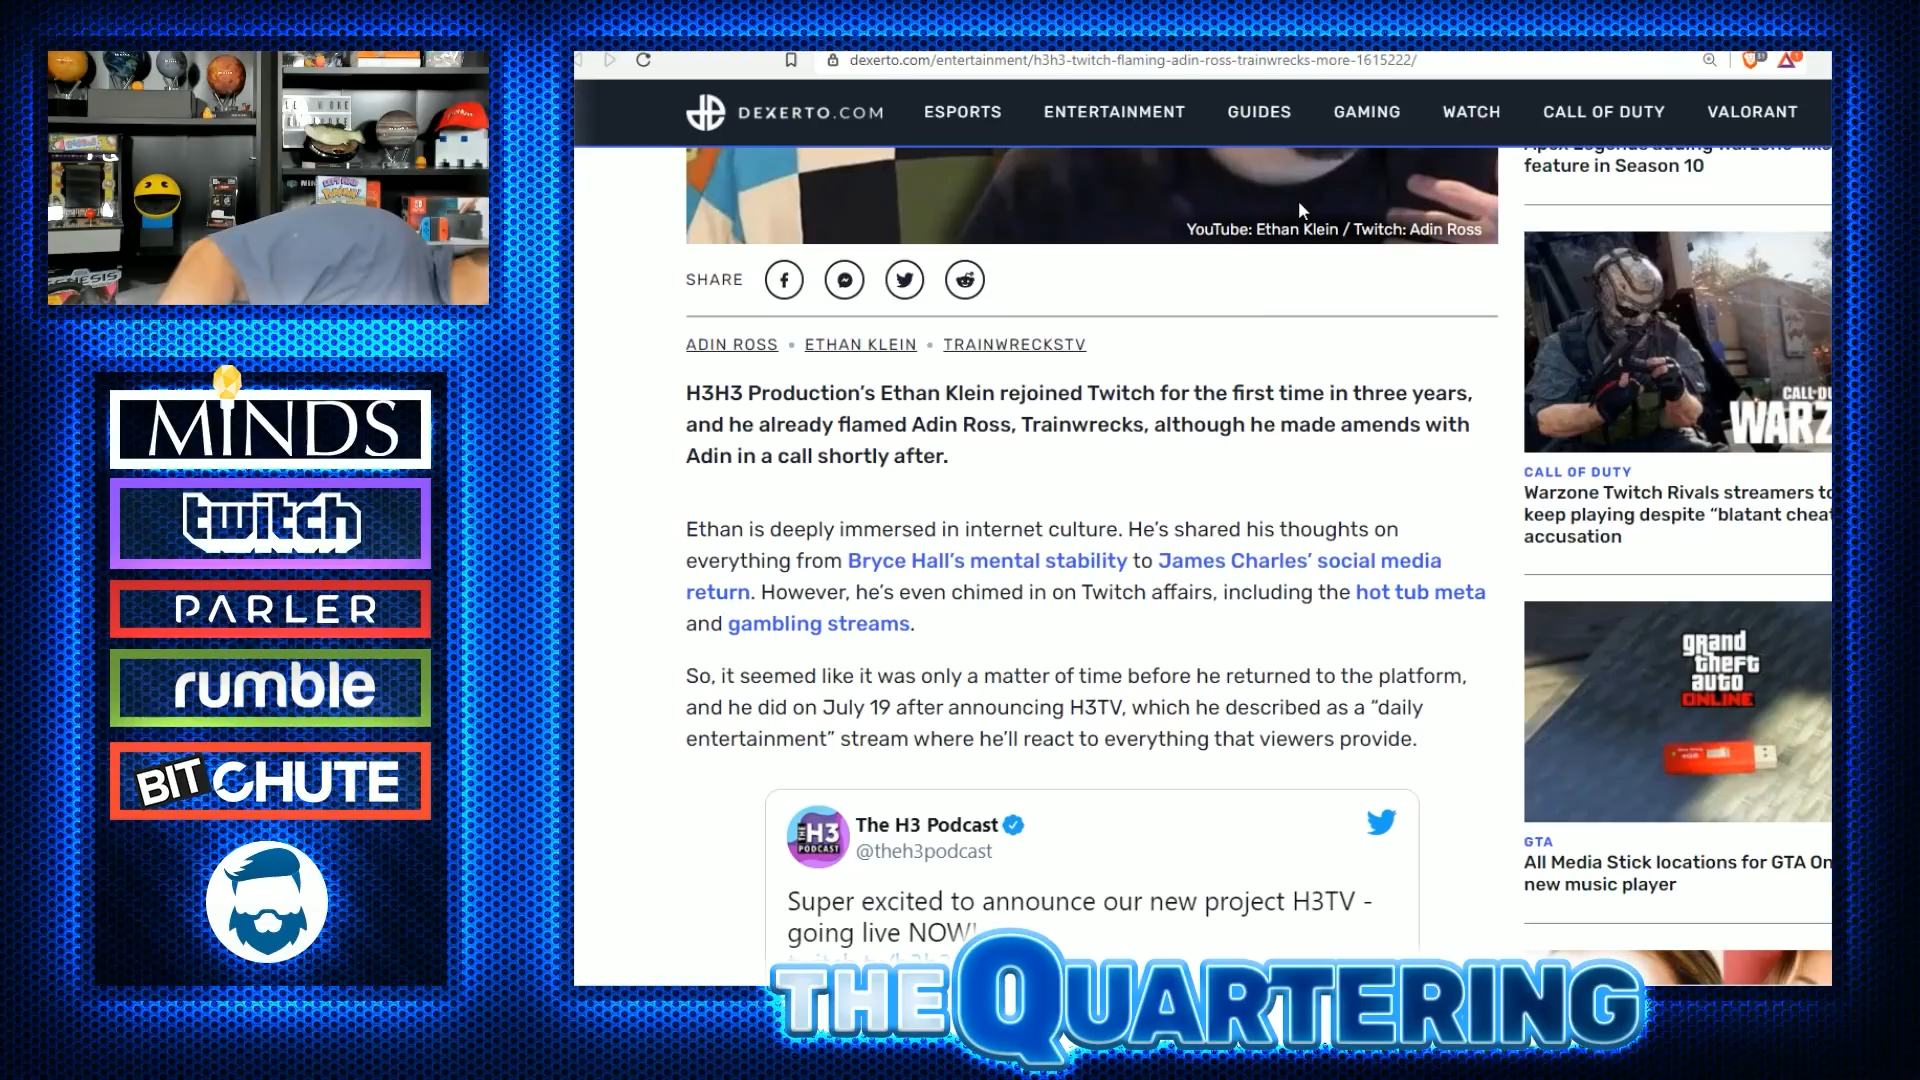 dexerto.com/entertainment/h3h3-twitch-flaming-adin-ross-trainwrecks-more-1615222/
DEXERTO.COM
ESPORTS
ENTERTAINMENT
GUIDES
GAMING
WATCH
CALL OF DUTY
VALORANT
YouTube: Ethan Klein / Twitch: Adin Ross
SHARE
ADIN ROSS • ETHAN KLEIN • TRAINWRECKSTV
H3H3 Production’s Ethan Klein rejoined Twitch for the first time in three years,
and he already flamed Adin Ross, Trainwrecks, although he made amends with
Adin in a call shortly after.
Ethan is deeply immersed in internet culture. He’s shared his thoughts on
everything from Bryce Hall’s mental stability to James Charles’ social media
return. However, he’s even chimed in on Twitch affairs, including the hot tub meta
and gambling streams.
So, it seemed like it was only a matter of time before he returned to the platform,
and he did on July 19 after announcing H3TV, which he described as a “daily
entertainment” stream where he’ll react to everything that viewers provide.
THE H3 PODCAST
The H3 Podcast
@theh3podcast
Super excited to announce our new project H3TV -
going live NOW!
feature in Season 10
CALL OF DU
WARZ
CALL OF DUTY
Warzone Twitch Rivals streamers to
keep playing despite “blatant cheat
accusation
grand
theft
auto
ONLINE
GTA
All Media Stick locations for GTA On
new music player
MINDS
twitch
PARLER
rumble
BITCHUTE
GENESIS
THE QUARTERING